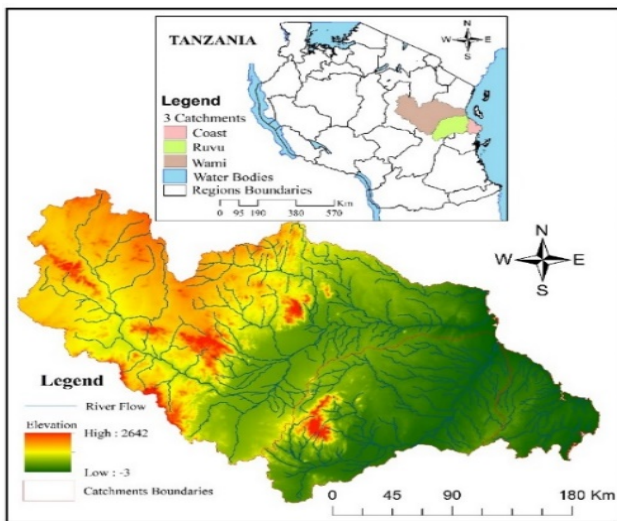 TANZANIA
N
W E
S
Legend
3 Catchments
Coast
Ruvu
Wami
Water Bodies
Regions Boundaries
Km
0 95 190 380 570
N
W E
S
Legend
River Flow
Elevation
High : 2642
Low : -3
Catchments Boundaries
0 45 90 180 KM